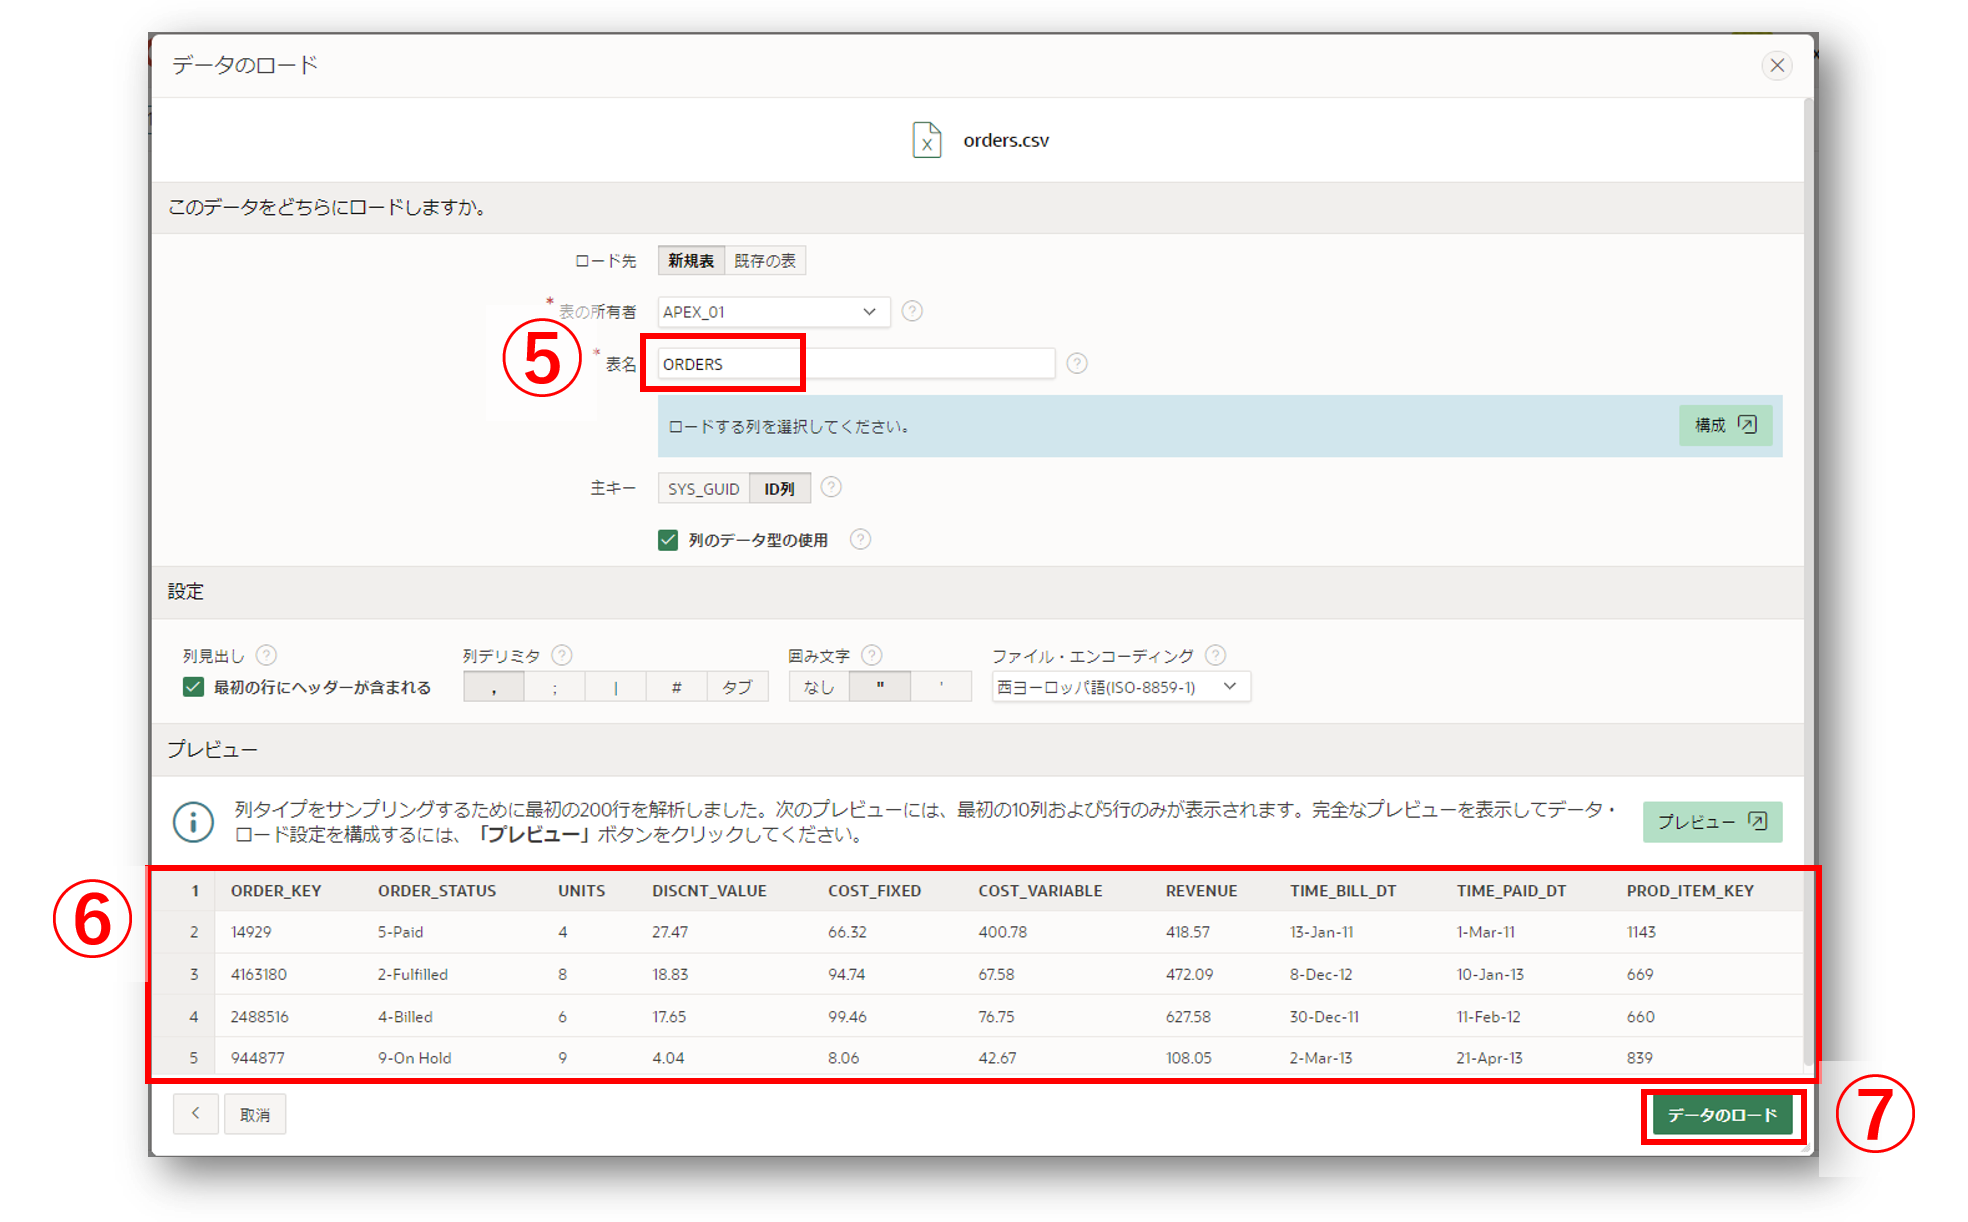 データのロード
orders.csv
このデータをどちらにロードしますか。
ロード先 新規表 既存の表
* 表の所有者 APEX_01
⑤ * 表名 ORDERS
ロードする列を選択してください。 構成
主キー SYS_GUID ID列
列のデータ型の使用
設定
列見出し 列デリミタ 囲み文字 ファイル・エンコーディング
最初の行にヘッダーが含まれる , ; | # タブ なし " ' 西ヨーロッパ語(ISO-8859-1)
プレビュー
列タイプをサンプリングするために最初の200行を解析しました。次のプレビューには、最初の10列および5行のみが表示されます。完全なプレビューを表示してデータ・
ロード設定を構成するには、「プレビュー」ボタンをクリックしてください。
プレビュー
⑥
1 ORDER_KEY ORDER_STATUS UNITS DISCNT_VALUE COST_FIXED COST_VARIABLE REVENUE TIME_BILL_DT TIME_PAID_DT PROD_ITEM_KEY
2 14929 5-Paid 4 27.47 66.32 400.78 418.57 13-Jan-11 1-Mar-11 1143
3 4163180 2-Fulfilled 8 18.83 94.74 67.58 472.09 8-Dec-12 10-Jan-13 669
4 2488516 4-Billed 6 17.65 99.46 76.75 627.58 30-Dec-11 11-Feb-12 660
5 944877 9-On Hold 9 4.04 8.06 42.67 108.05 2-Mar-13 21-Apr-13 839
取消 データのロード ⑦